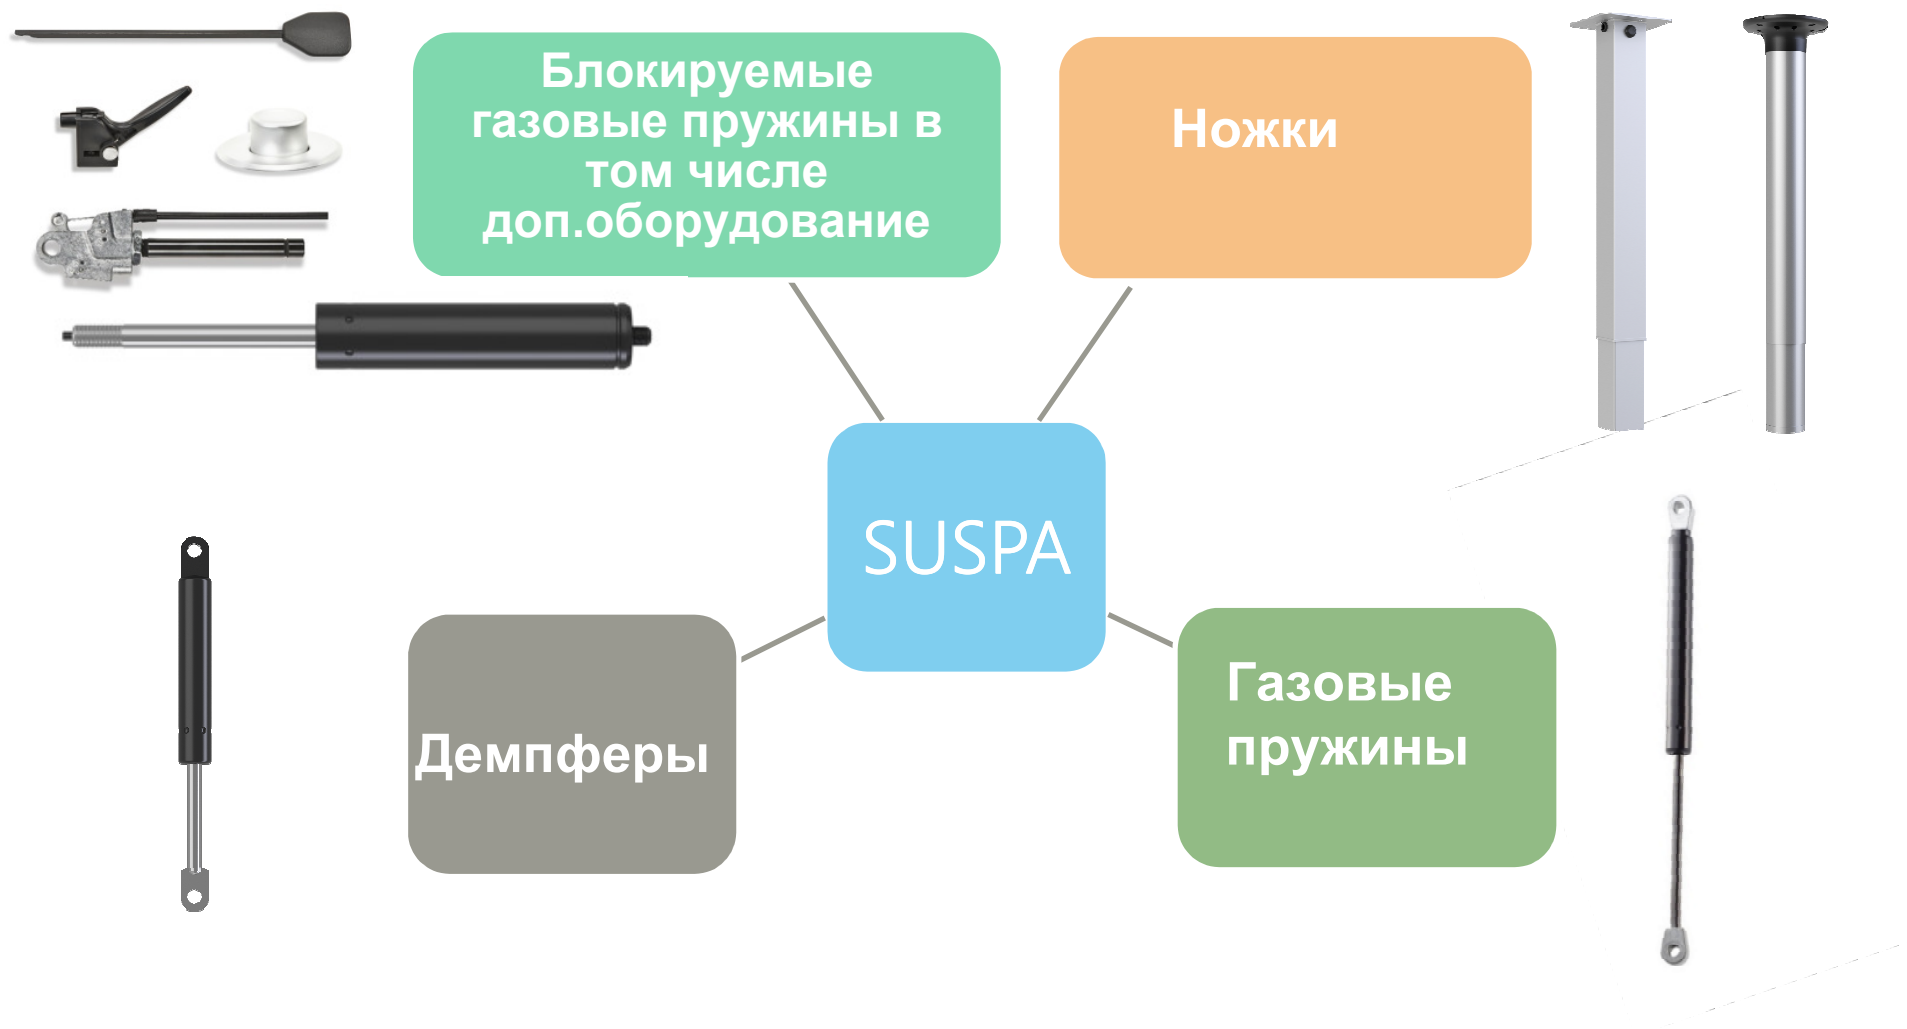 Блокируемые
газовые пружины в
том числе
доп.оборудование
Ножки
SUSPA
Демпферы
Газовые
пружины